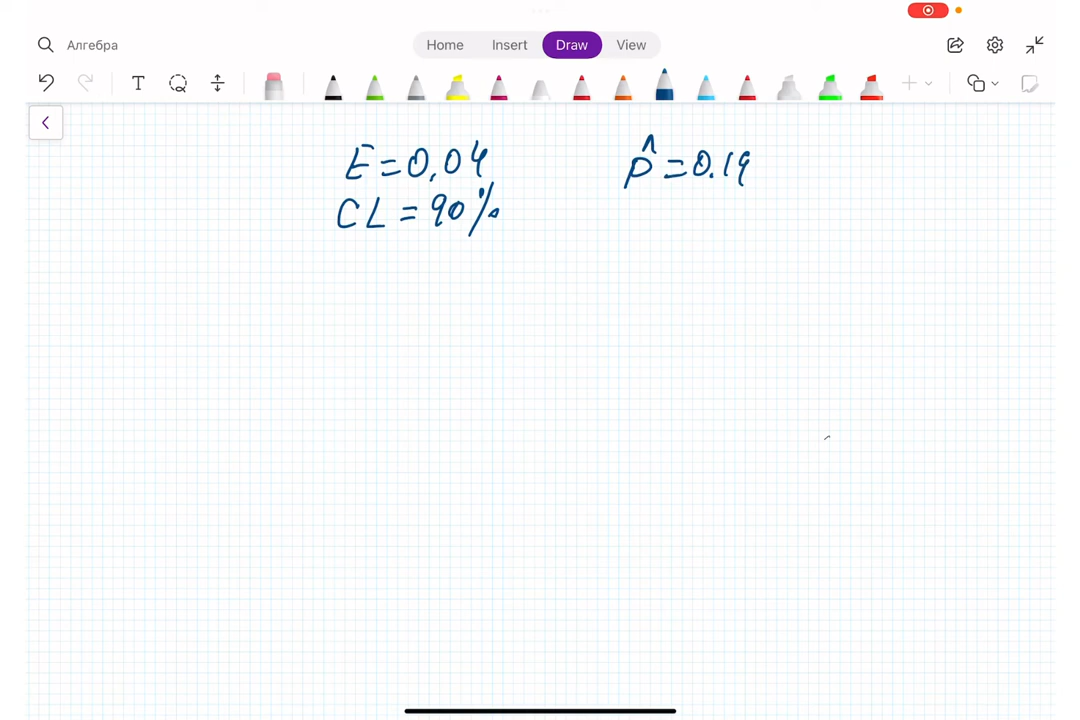 Алгебра
Home Insert Draw View
T
A
E = 0,04
p̂ = 0.19
CL = 90%